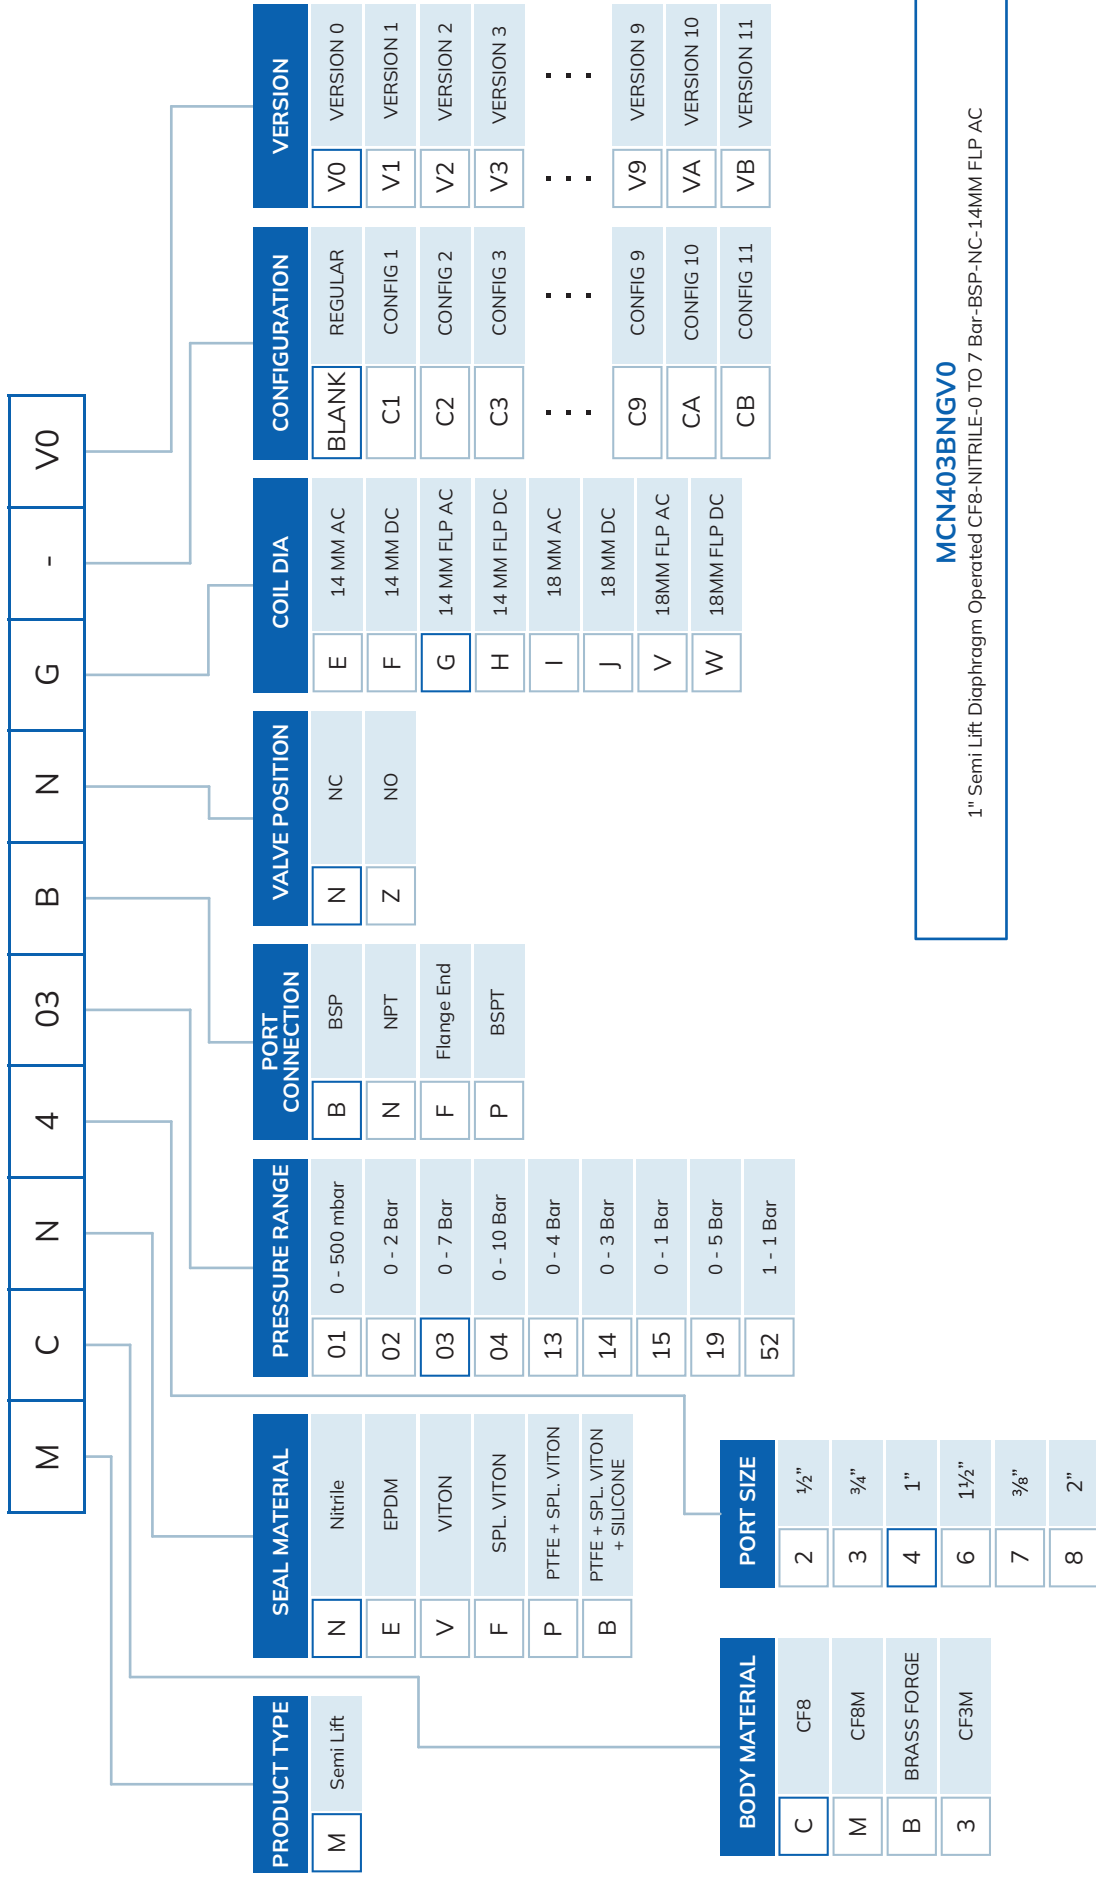 M C N 4 03 B N G - V0
PRODUCT TYPE
M Semi Lift
SEAL MATERIAL
N Nitrile
E EPDM
V VITON
F SPL. VITON
P PTFE + SPL. VITON
B PTFE + SPL. VITON
+ SILICONE
PRESSURE RANGE
01 0 - 500 mbar
02 0 - 2 Bar
03 0 - 7 Bar
04 0 - 10 Bar
13 0 - 4 Bar
14 0 - 3 Bar
15 0 - 1 Bar
19 0 - 5 Bar
52 1 - 1 Bar
PORT
CONNECTION
B BSP
N NPT
F Flange End
P BSPT
VALVE POSITION
N NC
Z NO
COIL DIA
E 14 MM AC
F 14 MM DC
G 14 MM FLP AC
H 14 MM FLP DC
I 18 MM AC
J 18 MM DC
V 18MM FLP AC
W 18MM FLP DC
CONFIGURATION
BLANK REGULAR
C1 CONFIG 1
C2 CONFIG 2
C3 CONFIG 3
. . . . . .
C9 CONFIG 9
CA CONFIG 10
CB CONFIG 11
VERSION
V0 VERSION 0
V1 VERSION 1
V2 VERSION 2
V3 VERSION 3
. . . . . .
V9 VERSION 9
VA VERSION 10
VB VERSION 11
BODY MATERIAL
C CF8
M CF8M
B BRASS FORGE
3 CF3M
PORT SIZE
2 ½”
3 ¾”
4 1”
6 1½”
7 ⅜”
8 2”
MCN403BNGV0
1" Semi Lift Diaphragm Operated CF8-NITRILE-0 TO 7 Bar-BSP-NC-14MM FLP AC